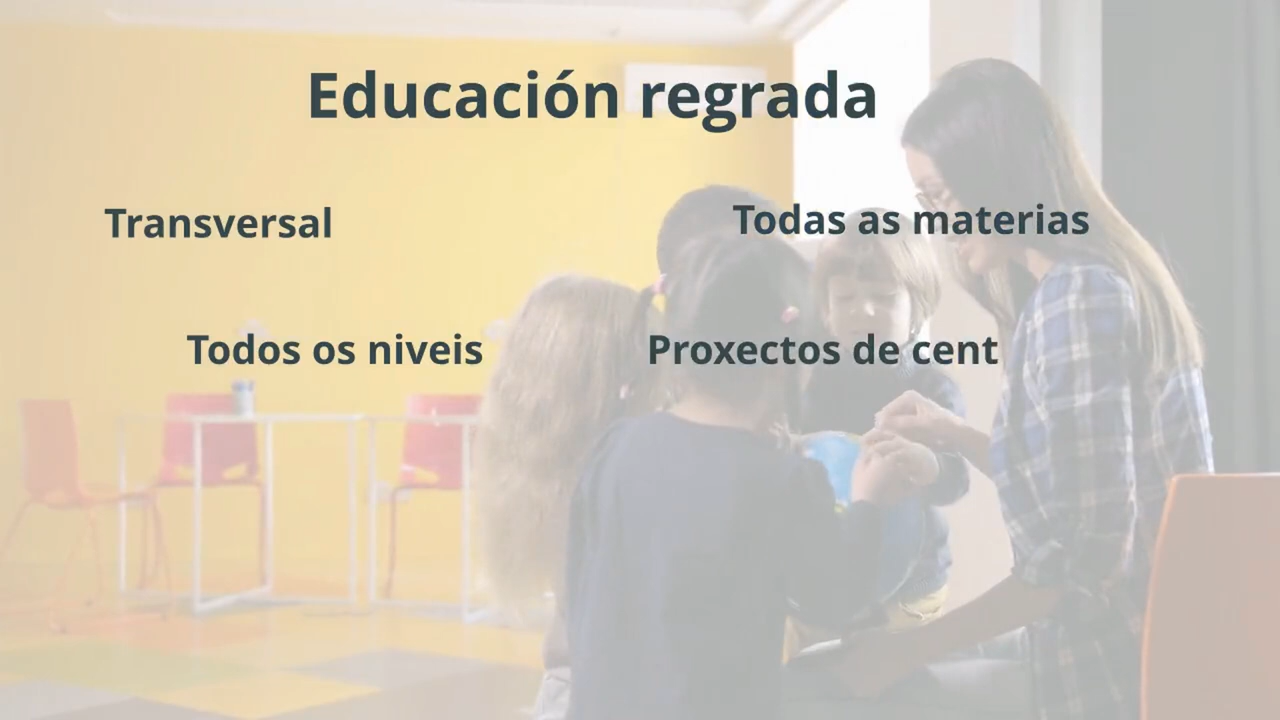 Educación regrada
Transversal
Todas as materias
Todos os niveis
Proxectos de cent